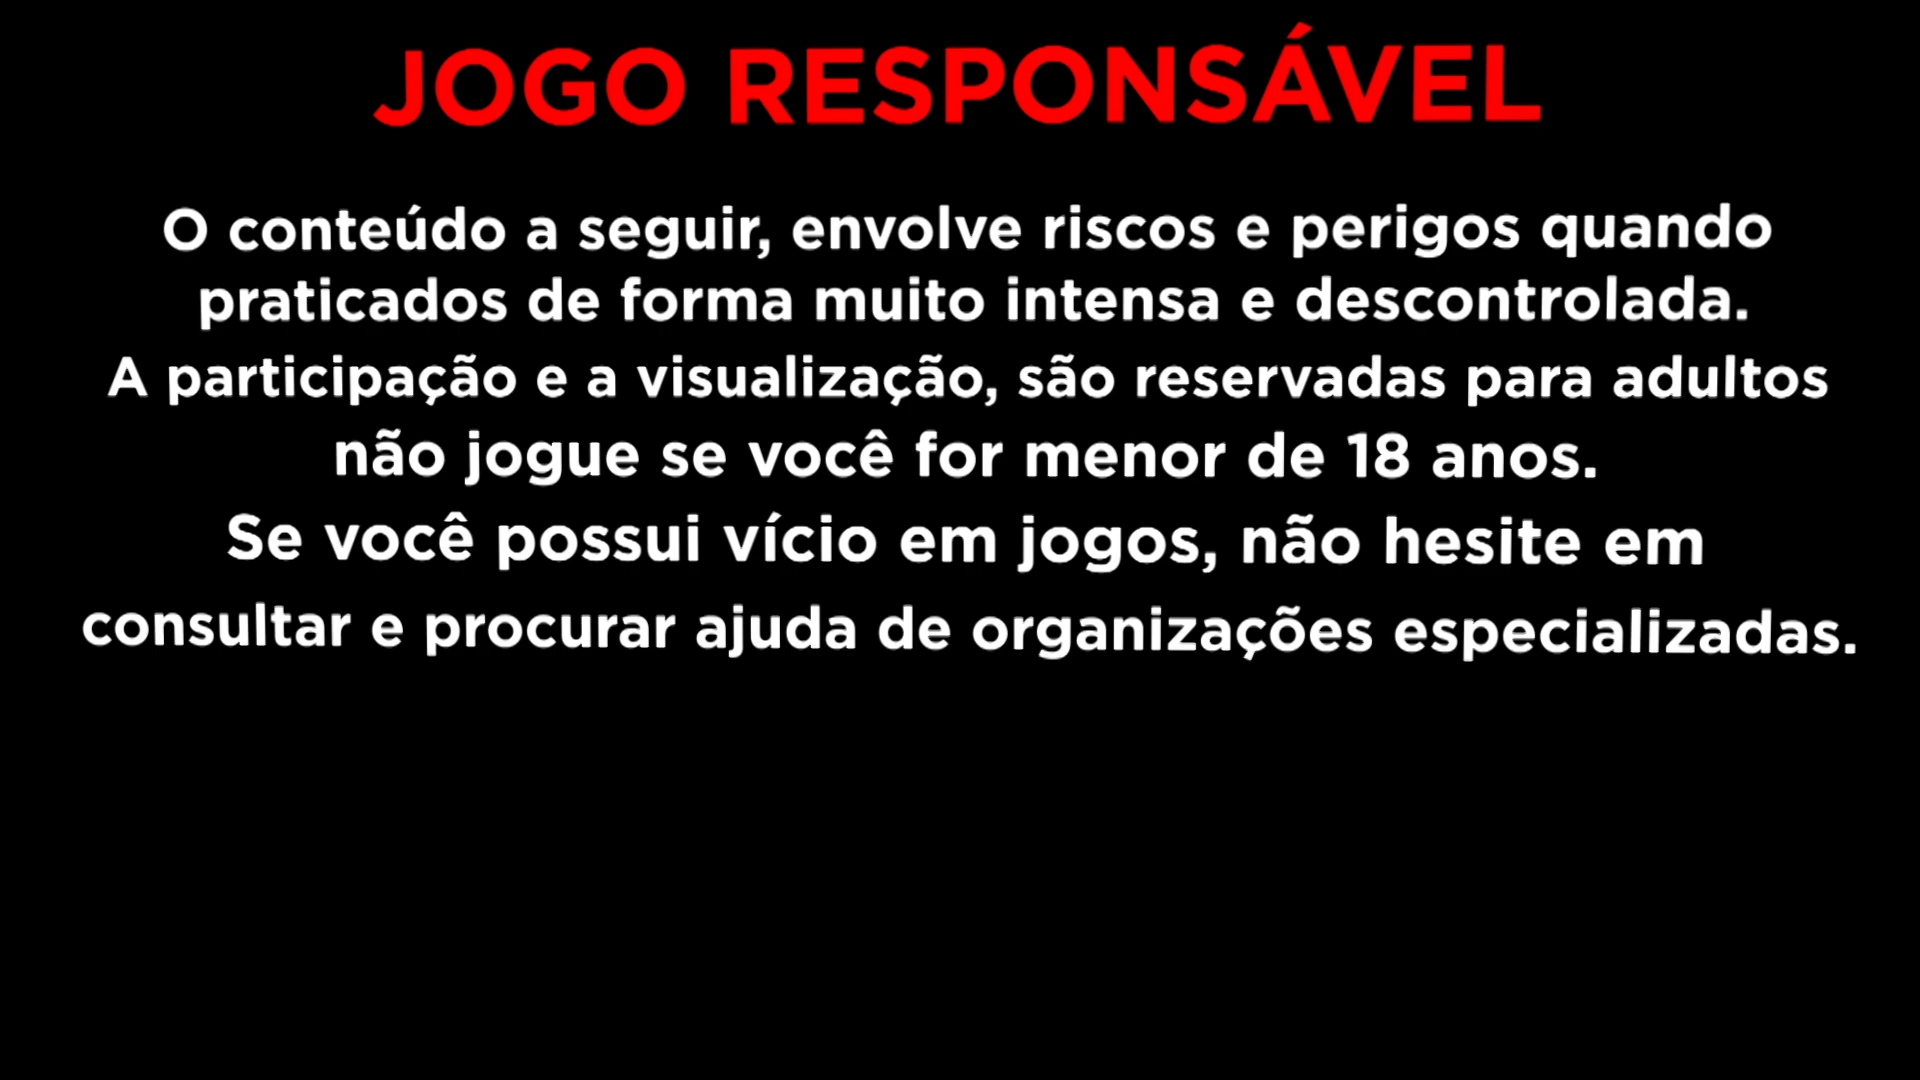 JOGO RESPONSÁVEL
O conteúdo a seguir, envolve riscos e perigos quando
praticados de forma muito intensa e descontrolada.
A participação e a visualização, são reservadas para adultos
não jogue se você for menor de 18 anos.
Se você possui vício em jogos, não hesite em
consultar e procurar ajuda de organizações especializadas.